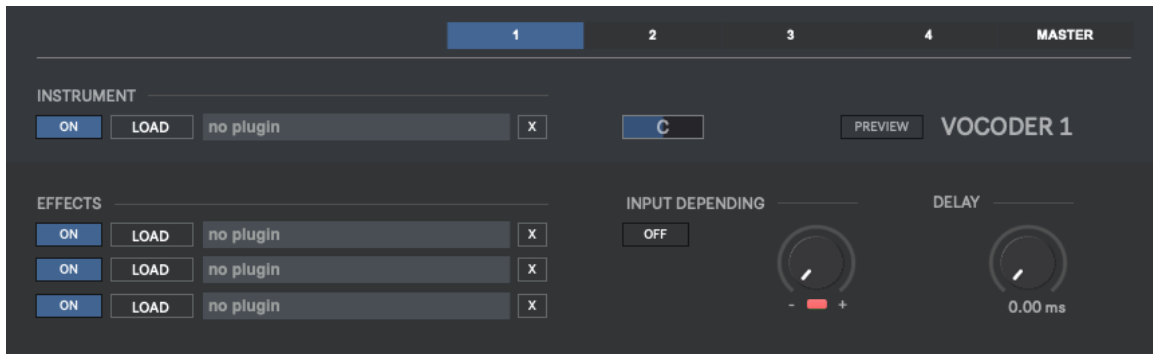 1 2 3 4 MASTER
INSTRUMENT
ON LOAD no plugin X C PREVIEW VOCODER 1
EFFECTS INPUT DEPENDING DELAY
ON LOAD no plugin X OFF
ON LOAD no plugin X
ON LOAD no plugin X - + 0.00 ms